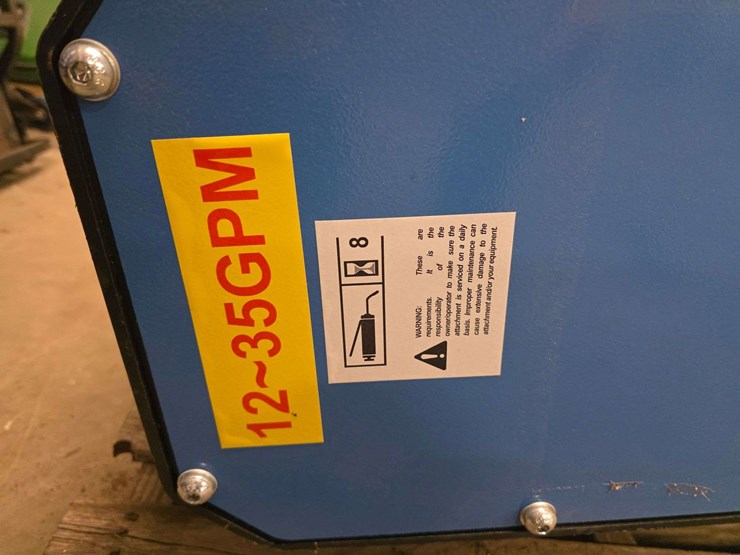 12~35GPM
8
WARNING: These are
requirements. It is the
responsibility of the
owner/operator to make sure the
attachment is serviced on a daily
basis. Improper maintenance can
cause extensive damage to the
attachment and/or your equipment.